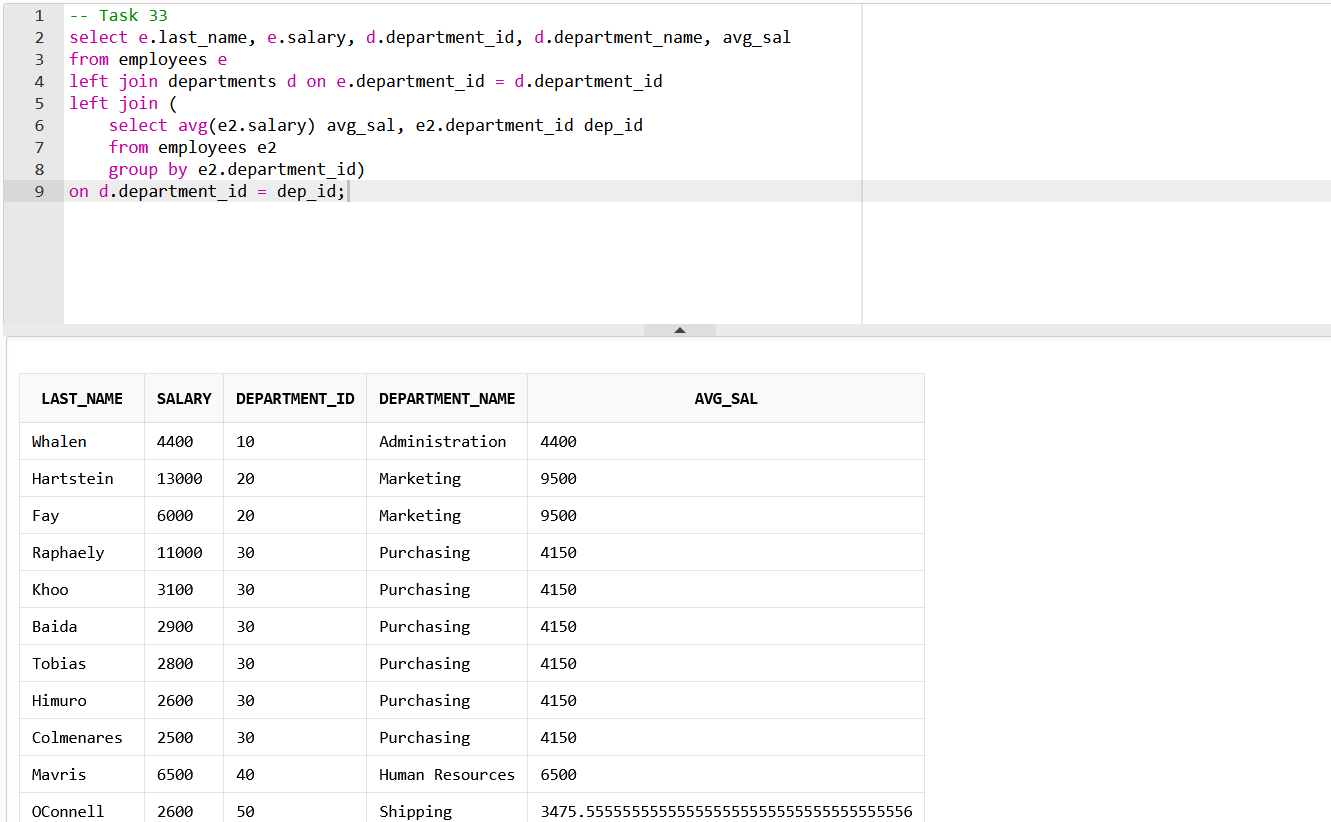 1 -- Task 33
2 select e.last_name, e.salary, d.department_id, d.department_name, avg_sal
3 from employees e
4 left join departments d on e.department_id = d.department_id
5 left join (
6 select avg(e2.salary) avg_sal, e2.department_id dep_id
7 from employees e2
8 group by e2.department_id)
9 on d.department_id = dep_id;
LAST_NAME SALARY DEPARTMENT_ID DEPARTMENT_NAME AVG_SAL
Whalen 4400 10 Administration 4400
Hartstein 13000 20 Marketing 9500
Fay 6000 20 Marketing 9500
Raphaely 11000 30 Purchasing 4150
Khoo 3100 30 Purchasing 4150
Baida 2900 30 Purchasing 4150
Tobias 2800 30 Purchasing 4150
Himuro 2600 30 Purchasing 4150
Colmenares 2500 30 Purchasing 4150
Mavris 6500 40 Human Resources 6500
OConnell 2600 50 Shipping 3475.555555555555555555555555555555555556